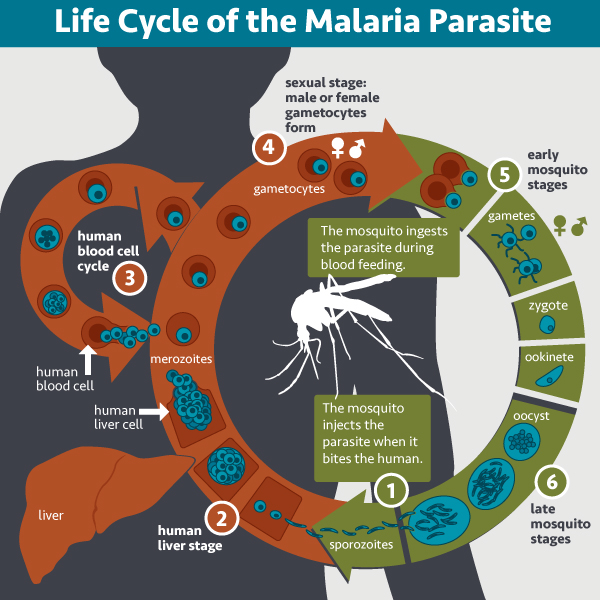 Life Cycle of the Malaria Parasite
sexual stage:
male or female
gametocytes
form
4
gametocytes
5
early
mosquito
stages
gametes
The mosquito ingests
the parasite during
blood feeding.
human
blood cell
cycle
3
zygote
merozoites
ookinete
human
blood cell
human
liver cell
The mosquito
injects the
parasite when it
bites the human.
oocyst
1
6
late
mosquito
stages
liver
2
human
liver stage
sporozoites